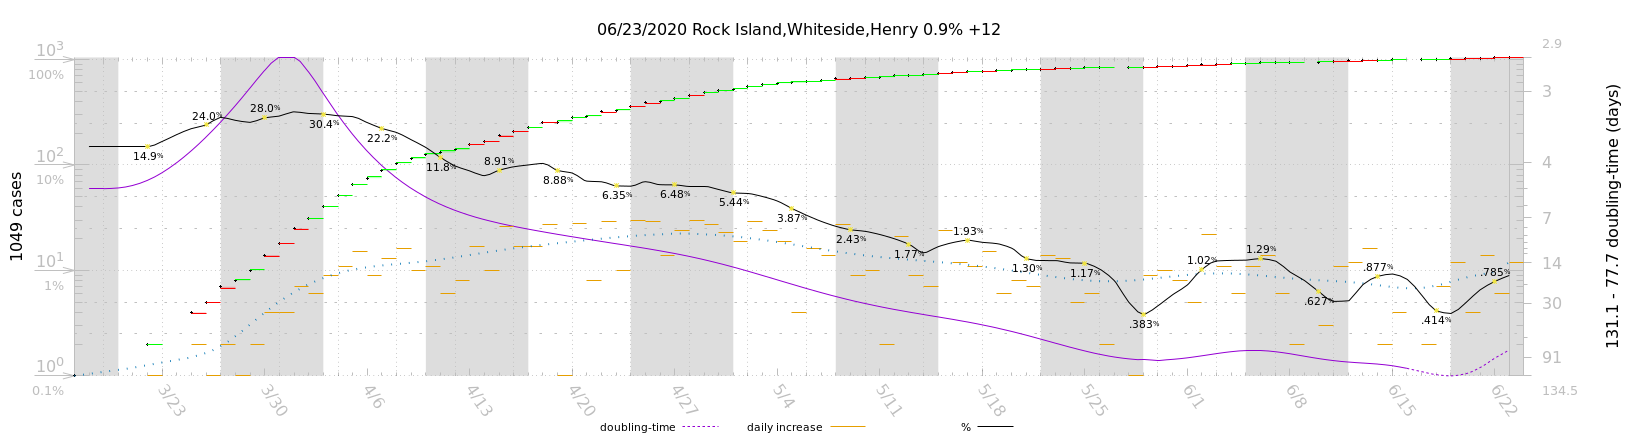 06/23/2020 Rock Island,Whiteside,Henry 0.9% +12
10³ 2.9
100%
3
24.0% 28.0%
30.4%
22.2%
14.9%
10² 11.8% 8.91% 4
10% 8.88%
6.35% 6.48% 5.44%
3.87% 7
2.43% 1.93%
1.77%
10¹ 1.30% 1.17% 1.02% 1.29% .877% .785% 14
1%
.627% 30
.383% .414%
10⁰ 91
0.1% 134.5
1049 cases
131.1 - 77.7 doubling-time (days)
3/23 3/30 4/6 4/13 4/20 4/27 5/4 5/11 5/18 5/25 6/1 6/8 6/15 6/22
doubling-time daily increase %